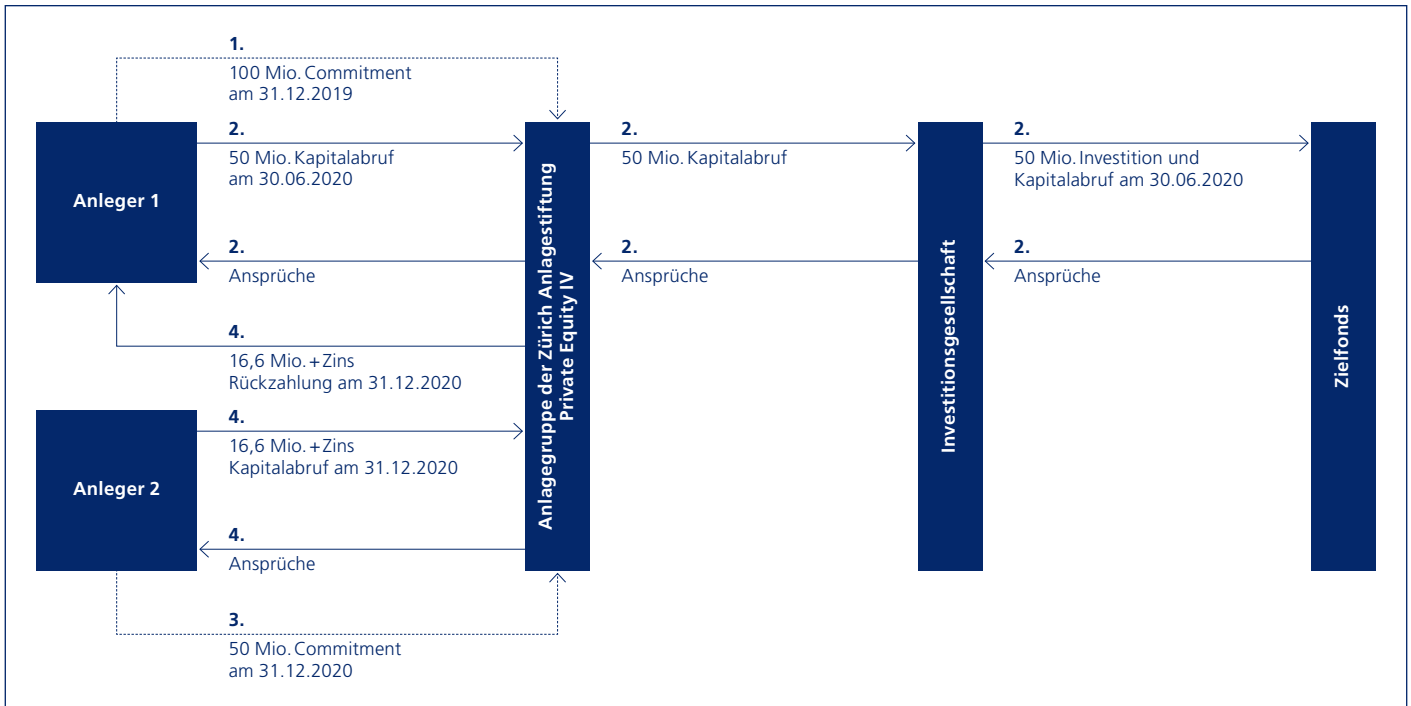 1.
100 Mio. Commitment
am 31.12.2019
Anleger 1
2.
50 Mio. Kapitalabruf
am 30.06.2020
2.
Ansprüche
4.
16,6 Mio. + Zins
Rückzahlung am 31.12.2020
Anleger 2
4.
16,6 Mio. + Zins
Kapitalabruf am 31.12.2020
4.
Ansprüche
3.
50 Mio. Commitment
am 31.12.2020
Anlagegruppe der Zürich Anlagestiftung
Private Equity IV
2.
50 Mio. Kapitalabruf
2.
Ansprüche
Investitionsgesellschaft
2.
50 Mio. Investition und
Kapitalabruf am 30.06.2020
2.
Ansprüche
Zielfonds